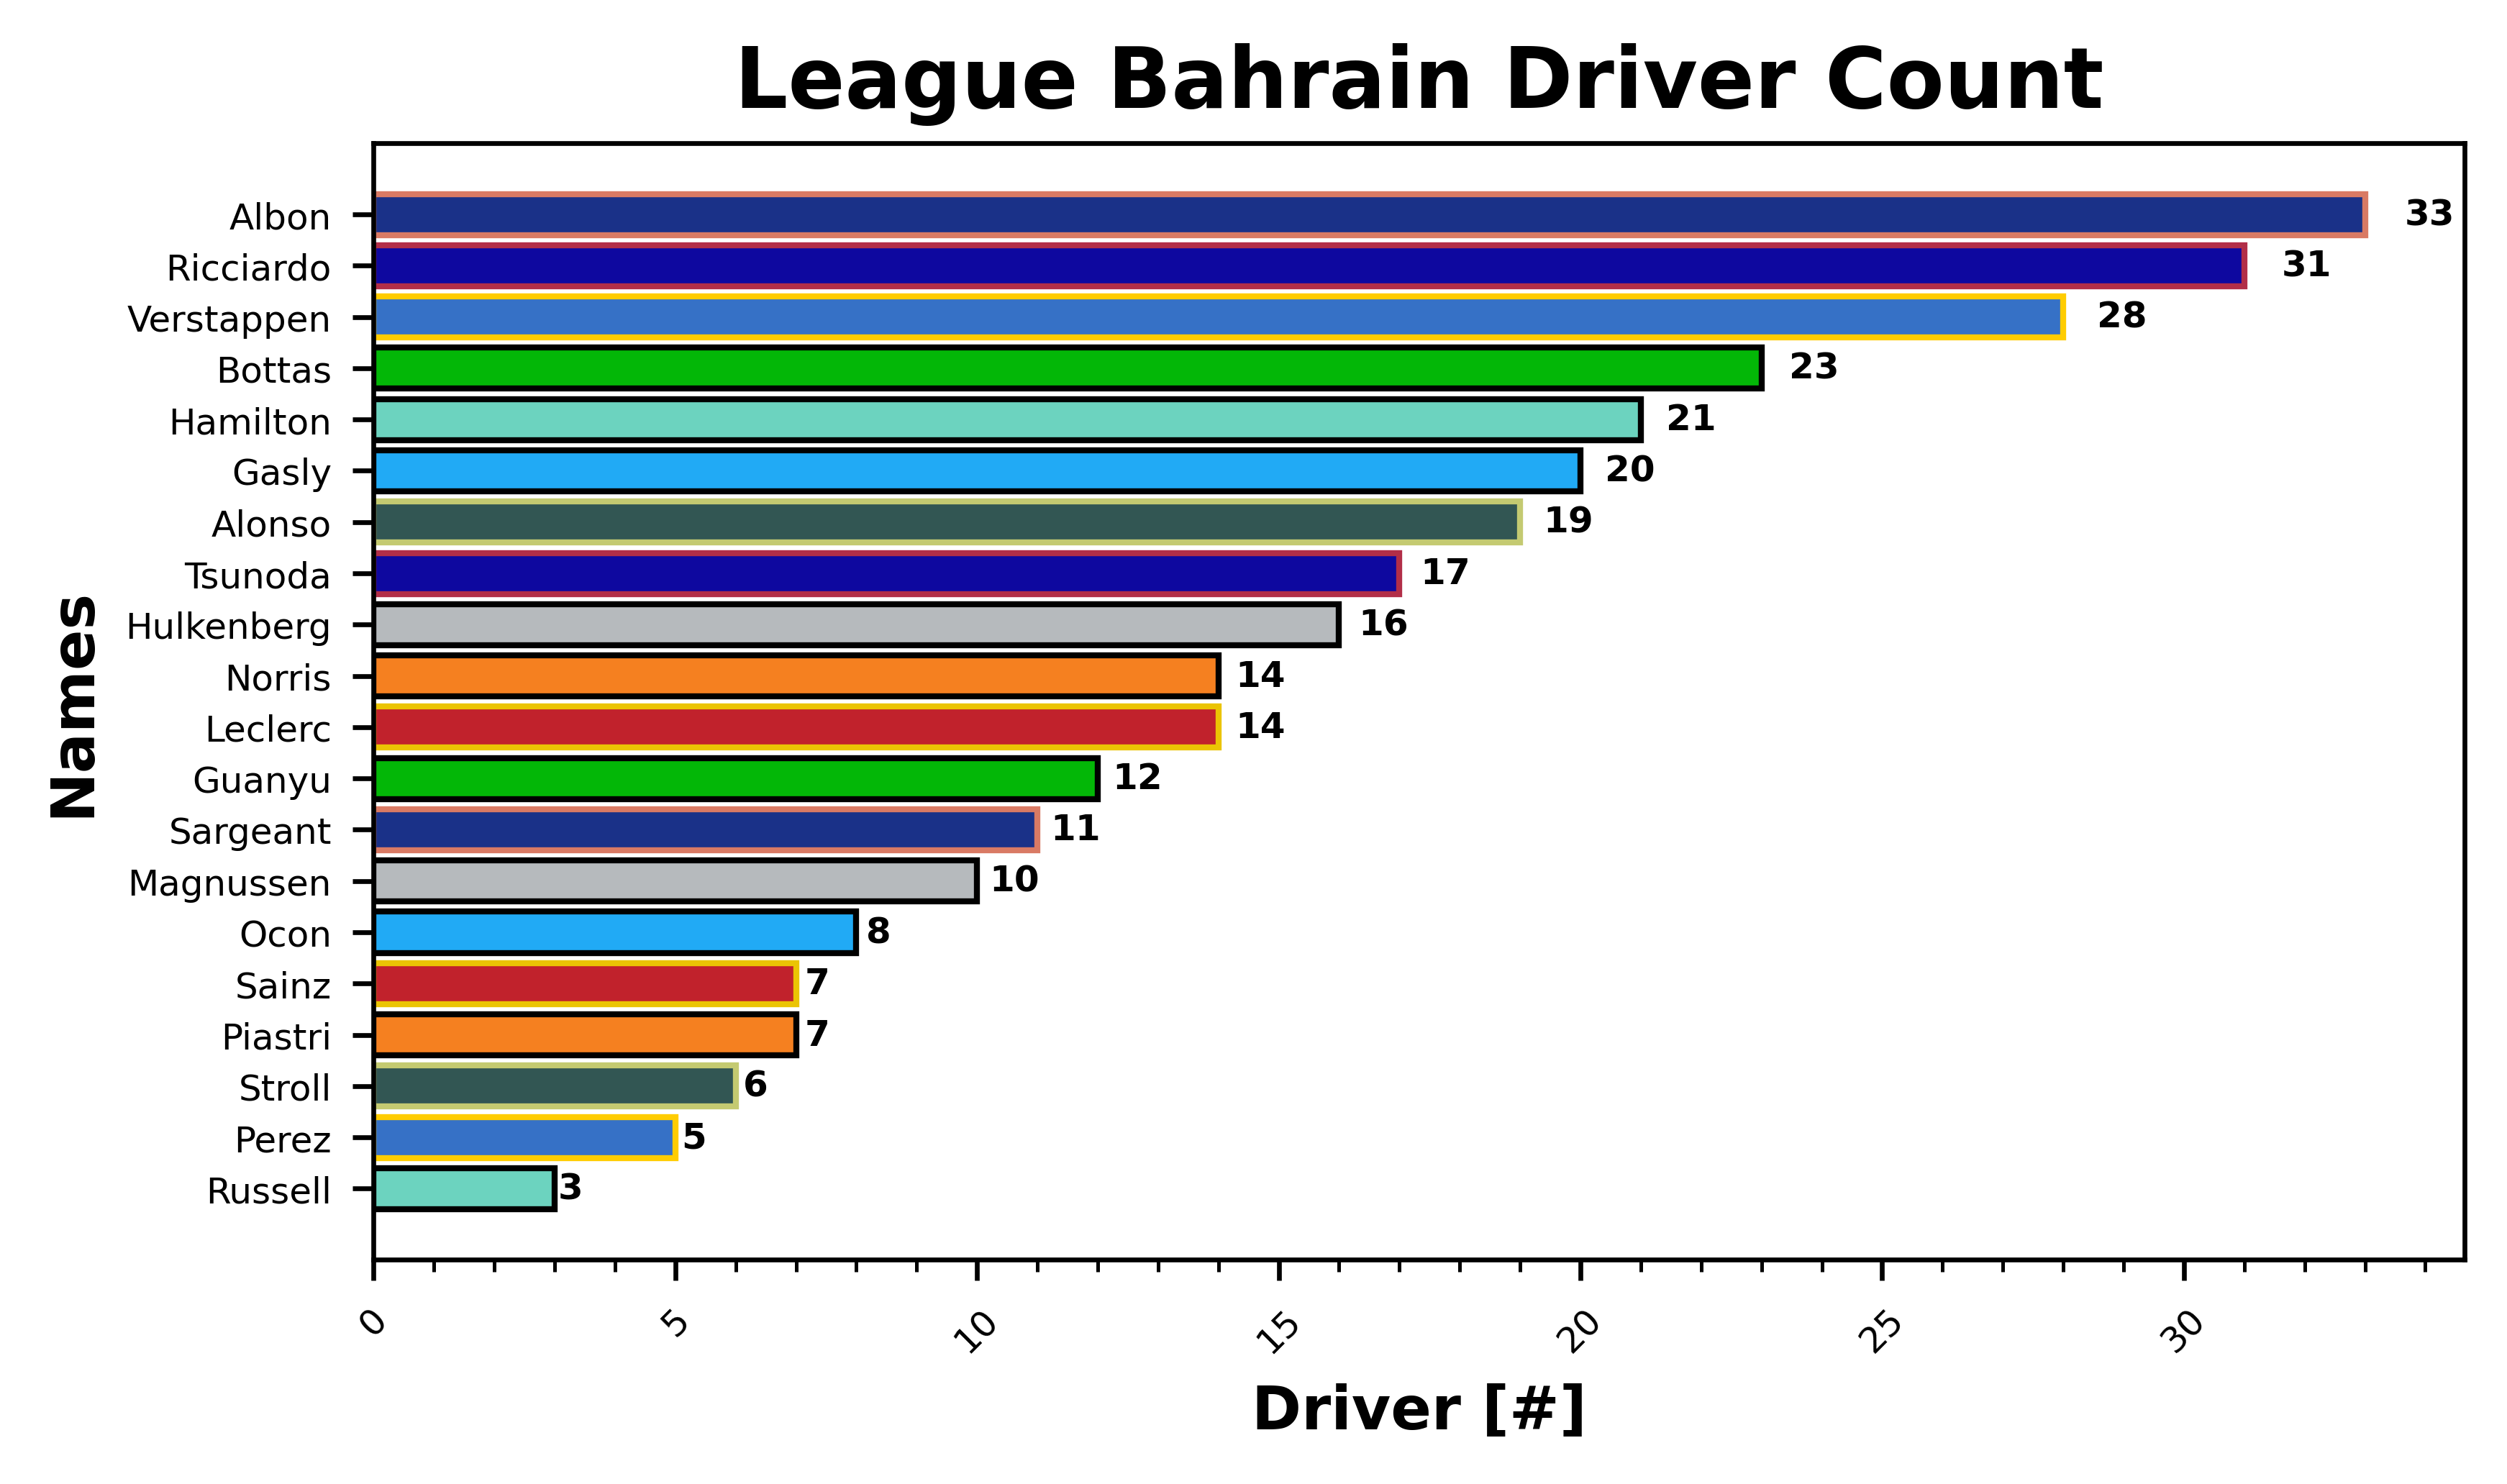 League Bahrain Driver Count
Names
Albon 33
Ricciardo 31
Verstappen 28
Bottas 23
Hamilton 21
Gasly 20
Alonso 19
Tsunoda 17
Hulkenberg 16
Norris 14
Leclerc 14
Guanyu 12
Sargeant 11
Magnussen 10
Ocon 8
Sainz 7
Piastri 7
Stroll 6
Perez 5
Russell 3
0 5 10 15 20 25 30
Driver [#]